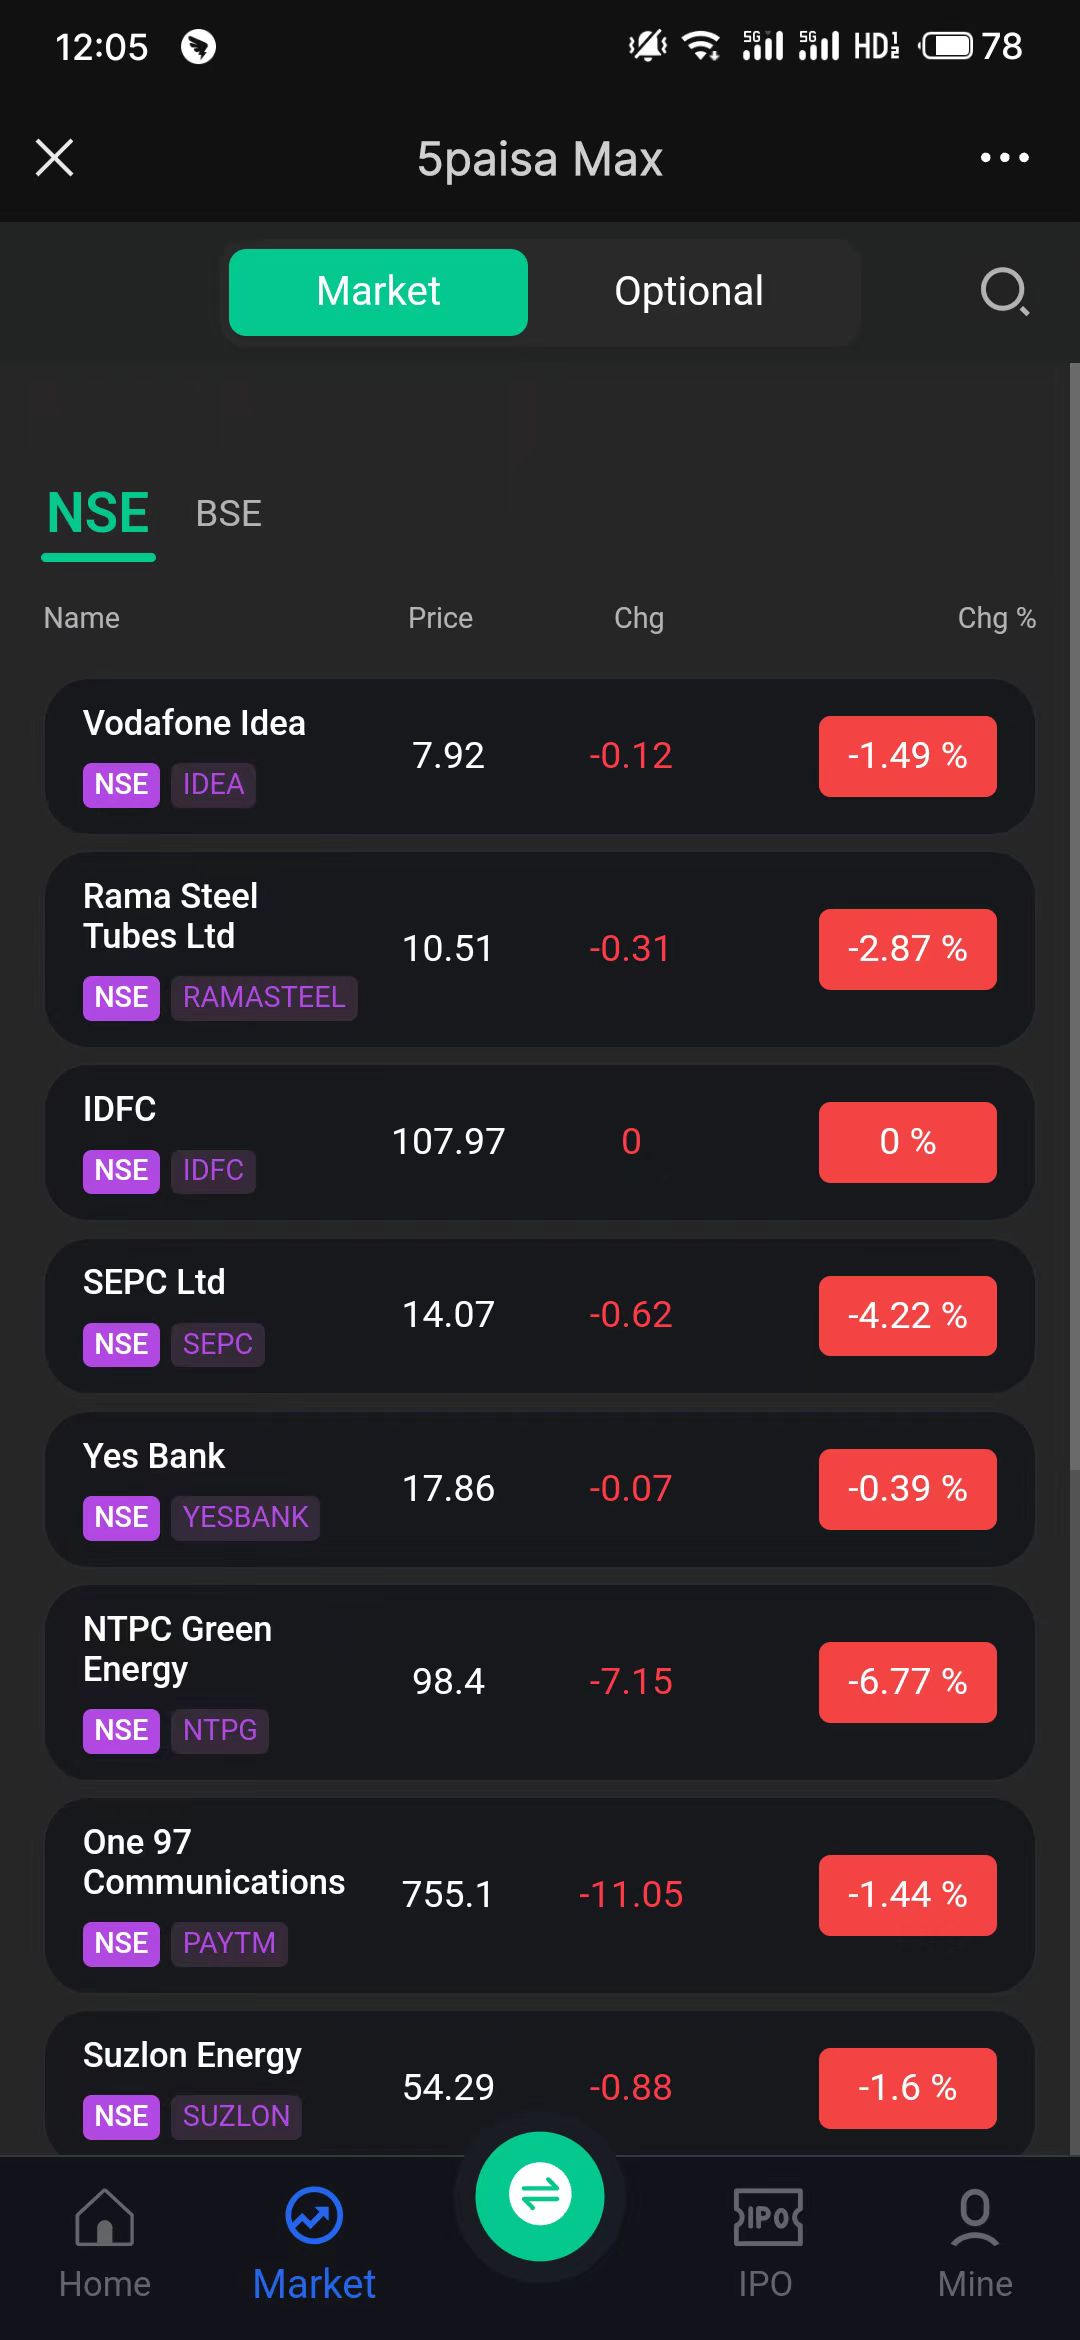 12:05 5G 5G HD 1 2 78
5paisa Max
Market Optional
NSE BSE
Name Price Chg Chg %
Vodafone Idea
7.92 -0.12 -1.49 %
NSE IDEA
Rama Steel
Tubes Ltd
10.51 -0.31 -2.87 %
NSE RAMASTEEL
IDFC
107.97 0 0 %
NSE IDFC
SEPC Ltd
14.07 -0.62 -4.22 %
NSE SEPC
Yes Bank
17.86 -0.07 -0.39 %
NSE YESBANK
NTPC Green
Energy
98.4 -7.15 -6.77 %
NSE NTPG
One 97
Communications
755.1 -11.05 -1.44 %
NSE PAYTM
Suzlon Energy
54.29 -0.88 -1.6 %
NSE SUZLON
IPO
Home Market IPO Mine